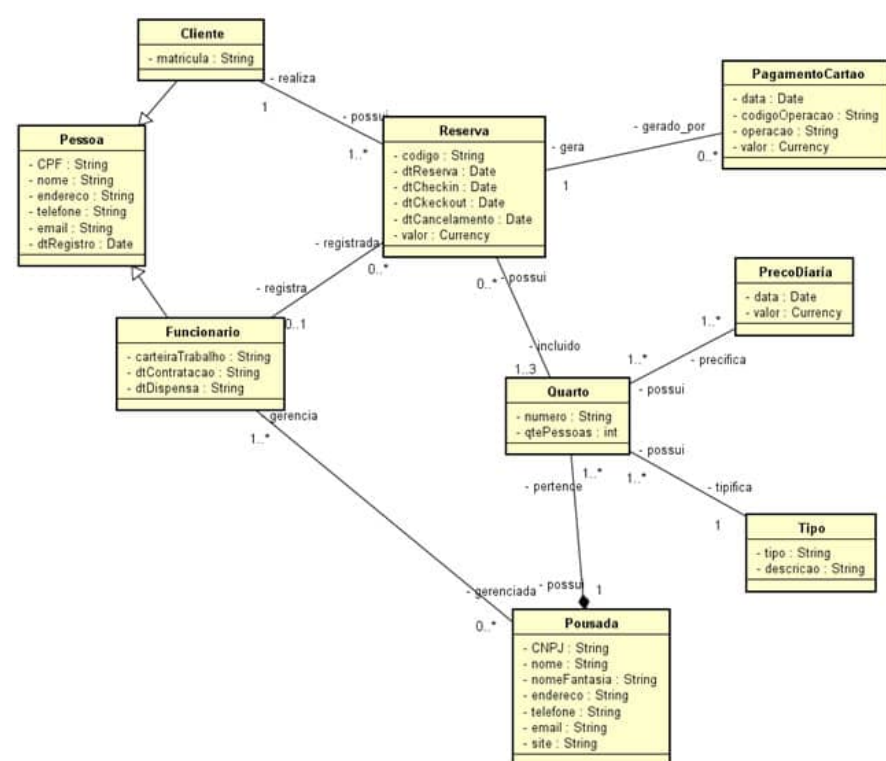 Cliente
- matricula : String
- realiza
1
- possui
1..*
PagamentoCartao
- data : Date
- codigoOperacao : String
- operacao : String
- valor : Currency
- gerado_por
0..*
- gera
1
Pessoa
- CPF : String
- nome : String
- endereco : String
- telefone : String
- email : String
- dtRegistro : Date
Reserva
- codigo : String
- dtReserva : Date
- dtCheckin : Date
- dtCkeckout : Date
- dtCancelamento : Date
- valor : Currency
- registrada
0..*
- registra
0..1
0..*
- possui
- incluido
1..3
PrecoDiaria
- data : Date
- valor : Currency
1..*
- precifica
1..*
- possui
Funcionario
- carteiraTrabalho : String
- dtContratacao : String
- dtDispensa : String
- gerencia
1..*
Quarto
- numero : String
- qtePessoas : int
- possui
1..*
- tipifica
1
1..*
- pertence
Tipo
- tipo : String
- descricao : String
- possui
1
- gerenciada
0..*
Pousada
- CNPJ : String
- nome : String
- nomeFantasia : String
- endereco : String
- telefone : String
- email : String
- site : String